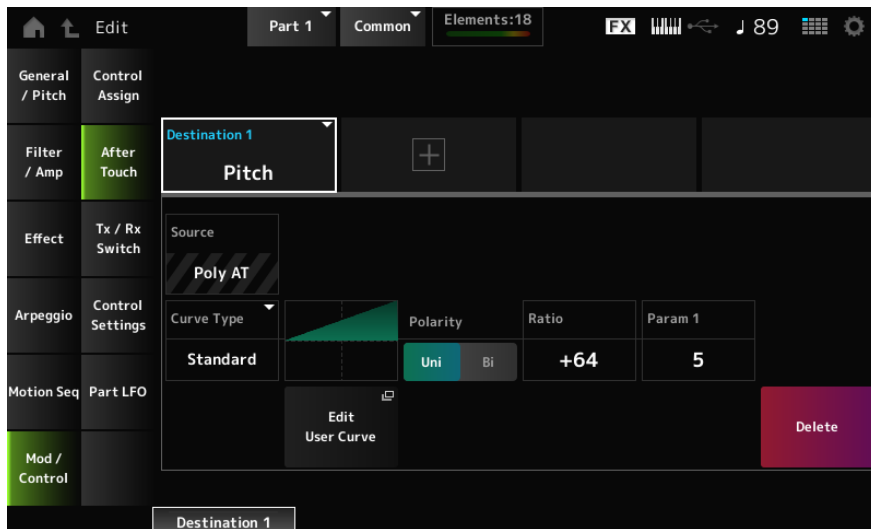 Edit
Part 1
Common
Elements:18
FX
89
General
/ Pitch
Control
Assign
Filter
/ Amp
After
Touch
Destination 1
Pitch
Effect
Tx / Rx
Switch
Source
Poly AT
Arpeggio
Control
Settings
Curve Type
Standard
Polarity
Uni
Bi
Ratio
+64
Param 1
5
Motion Seq
Part LFO
Edit
User Curve
Delete
Mod /
Control
Destination 1